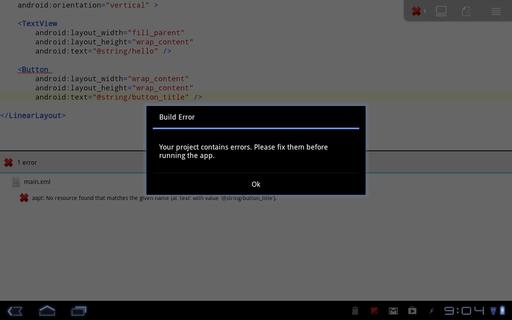 android:orientation="vertical" >
<TextView
android:layout_width="fill_parent"
android:layout_height="wrap_content"
android:text="@string/hello" />
<Button
android:layout_width="wrap_content"
android:layout_height="wrap_content"
android:text="@string/button_title" />
</LinearLayout>
Build Error
Your project contains errors. Please fix them before
running the app.
Ok
1 error
main.xml
aapt: No resource found that matches the given name (at 'text' with value '@string/button_title').
9:04